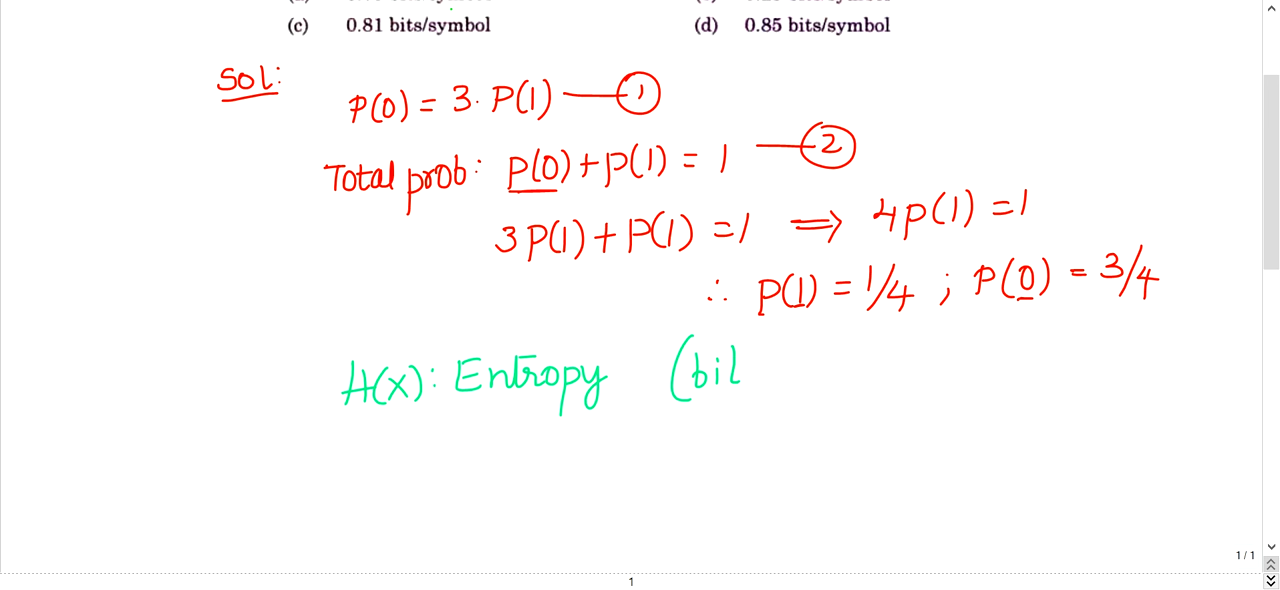 (c) 0.81 bits/symbol (d) 0.85 bits/symbol
Sol:
P(0) = 3. P(1) — 1
Total prob: P(0) + P(1) = 1 — 2
3P(1) + P(1) = 1 ⟹ 4P(1) = 1
∴ P(1) = 1/4 ; P(0) = 3/4
H(X): Entropy (bil
1 / 1
1